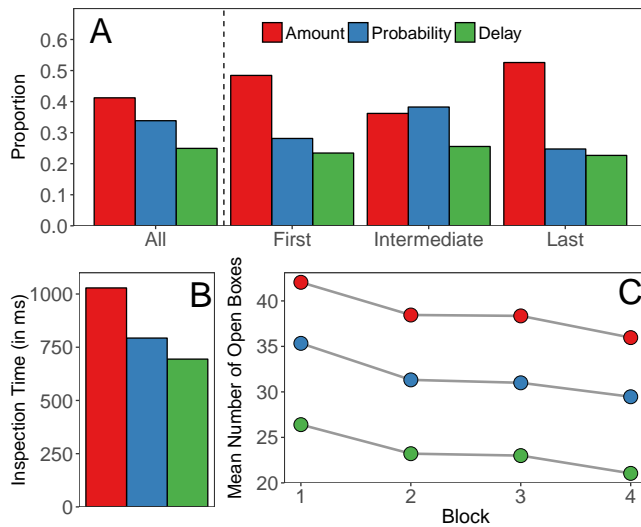 A
Amount Probability Delay
Proportion
0.6
0.5
0.4
0.3
0.2
0.1
0.0
All First Intermediate Last
B
Inspection Time (in ms)
1000
750
500
250
0
C
Mean Number of Open Boxes
40
35
30
25
20
1 2 3 4
Block